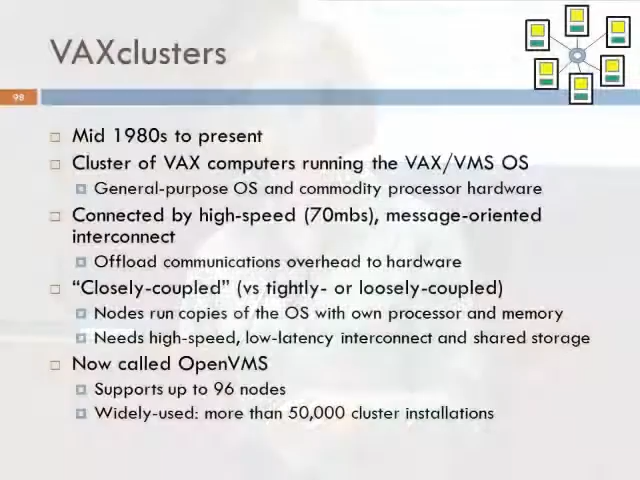 VAXclusters
98
Mid 1980s to present
Cluster of VAX computers running the VAX/VMS OS
General-purpose OS and commodity processor hardware
Connected by high-speed (70mbs), message-oriented
interconnect
Offload communications overhead to hardware
“Closely-coupled” (vs tightly- or loosely-coupled)
Nodes run copies of the OS with own processor and memory
Needs high-speed, low-latency interconnect and shared storage
Now called OpenVMS
Supports up to 96 nodes
Widely-used: more than 50,000 cluster installations